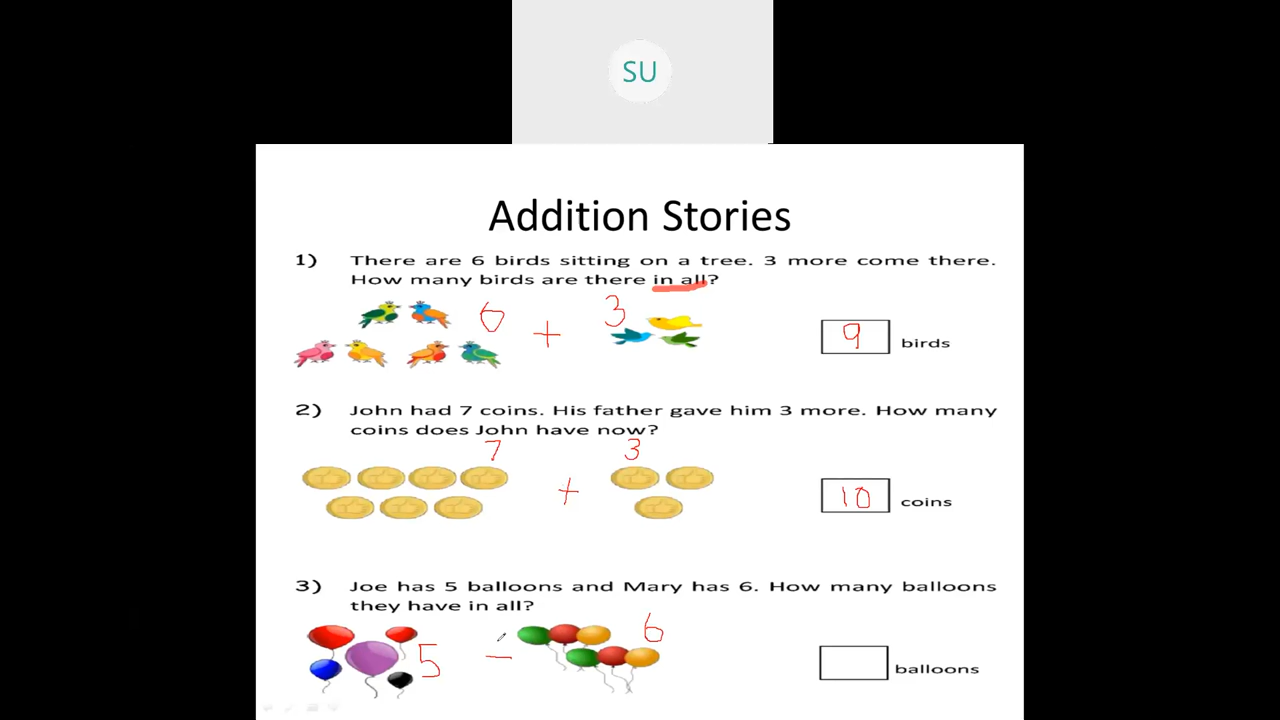 SU
Addition Stories
1) There are 6 birds sitting on a tree. 3 more come there.
How many birds are there in all?
6 + 3 9 birds
2) John had 7 coins. His father gave him 3 more. How many
coins does John have now?
7 + 3 10 coins
3) Joe has 5 balloons and Mary has 6. How many balloons
they have in all?
5 - 6 balloons